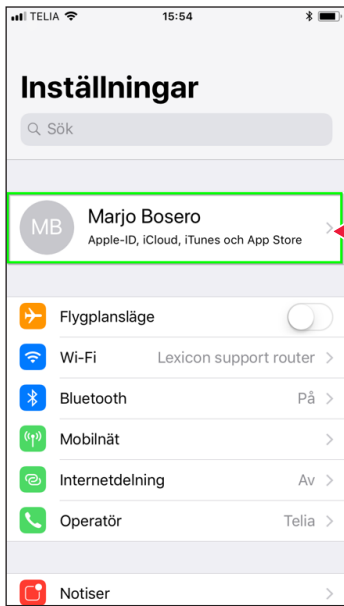 TELIA 15:54
Inställningar
Sök
MB Marjo Bosero
Apple-ID, iCloud, iTunes och App Store
Flygplansläge
Wi-Fi Lexicon support router
Bluetooth På
Mobilnät
Internetdelning Av
Operatör Telia
Notiser